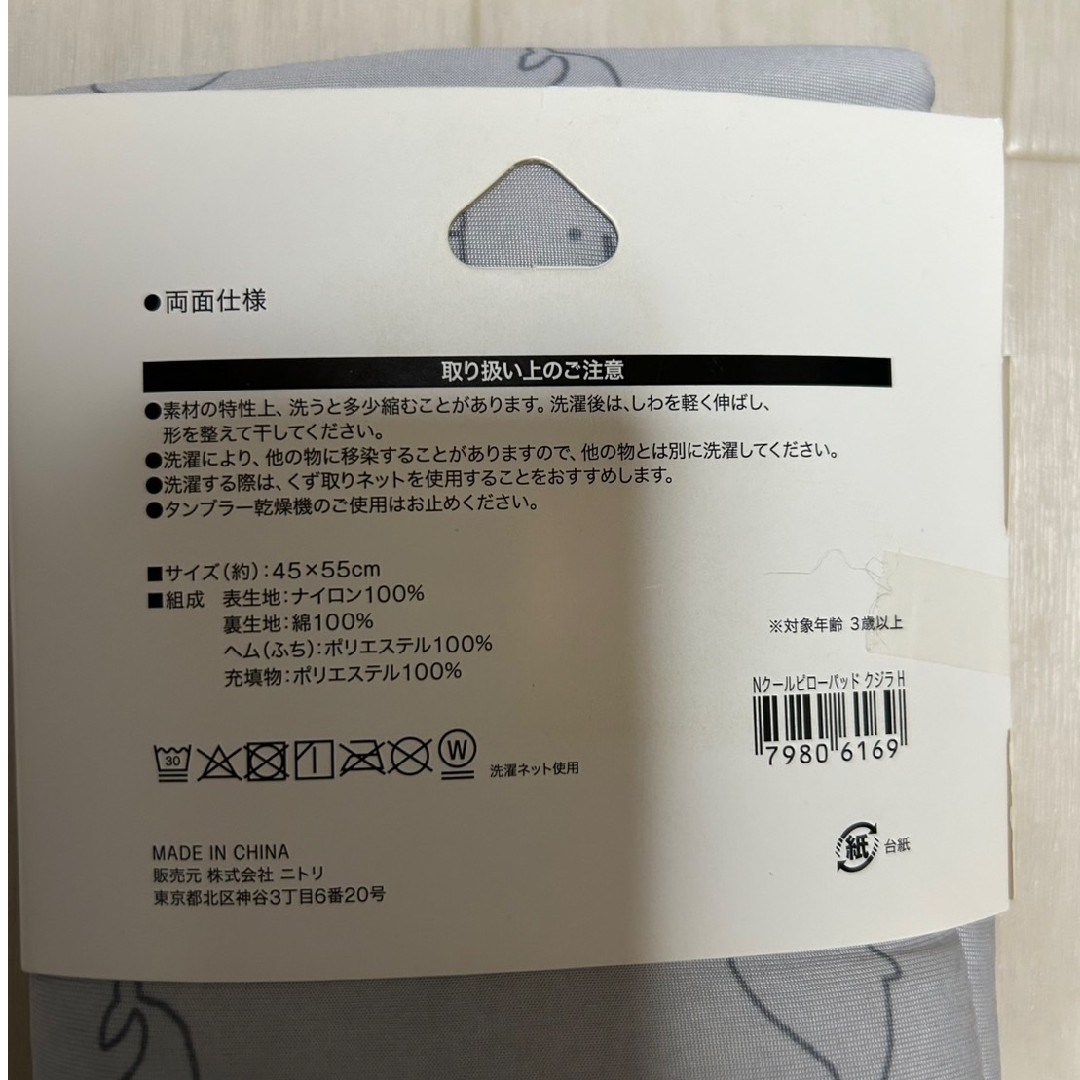 ●両面仕様
取り扱い上のご注意
●素材の特性上、洗うと多少縮むことがあります。洗濯後は、しわを軽く伸ばし、
形を整えて干してください。
●洗濯により、他の物に移染することがありますので、他の物とは別に洗濯してください。
●洗濯する際は、くず取りネットを使用することをおすすめします。
●タンブラー乾燥機のご使用はお止めください。
■サイズ(約):45×55cm
■組成 表生地:ナイロン100%
裏生地:綿100%
ヘム(ふち):ポリエステル100%
充填物:ポリエステル100%
※対象年齢 3歳以上
Nクールピローパッド クジラ H
7980 6169
30
W
洗濯ネット使用
MADE IN CHINA
販売元 株式会社 ニトリ
東京都北区神谷3丁目6番20号
紙 台紙